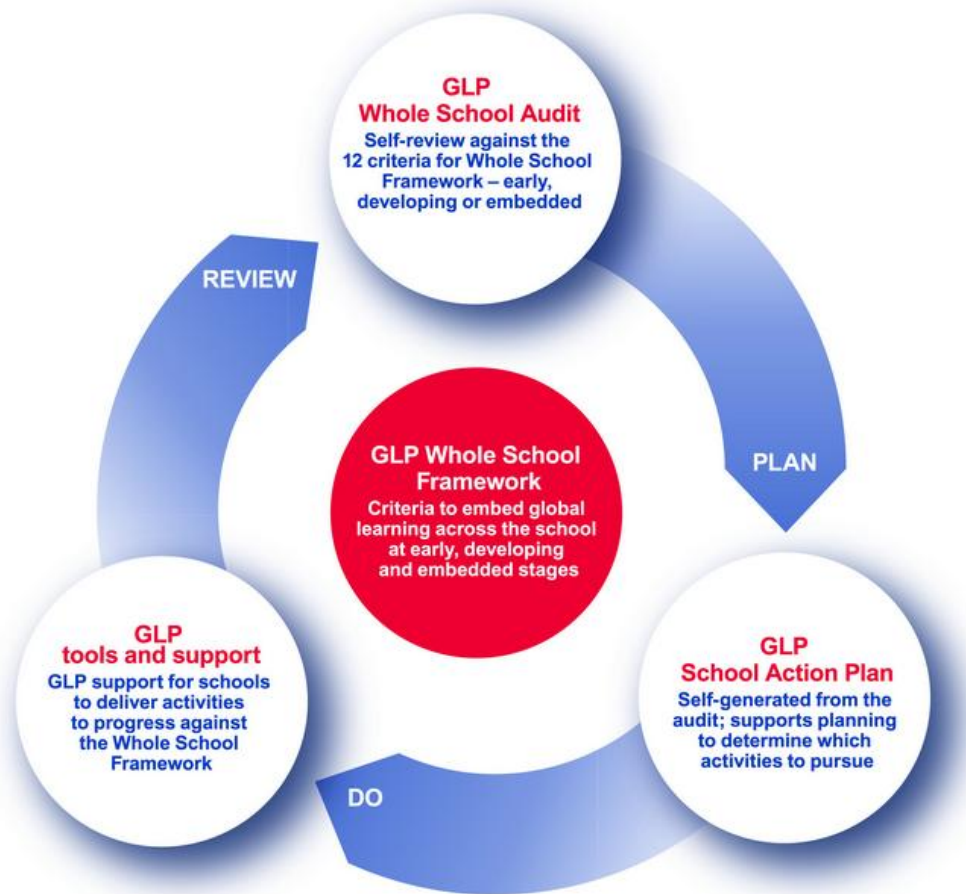 GLP
Whole School Audit
Self-review against the
12 criteria for Whole School
Framework – early,
developing or embedded
REVIEW
PLAN
GLP Whole School
Framework
Criteria to embed global
learning across the school
at early, developing
and embedded stages
GLP
tools and support
GLP support for schools
to deliver activities
to progress against
the Whole School
Framework
GLP
School Action Plan
Self-generated from the
audit; supports planning
to determine which
activities to pursue
DO